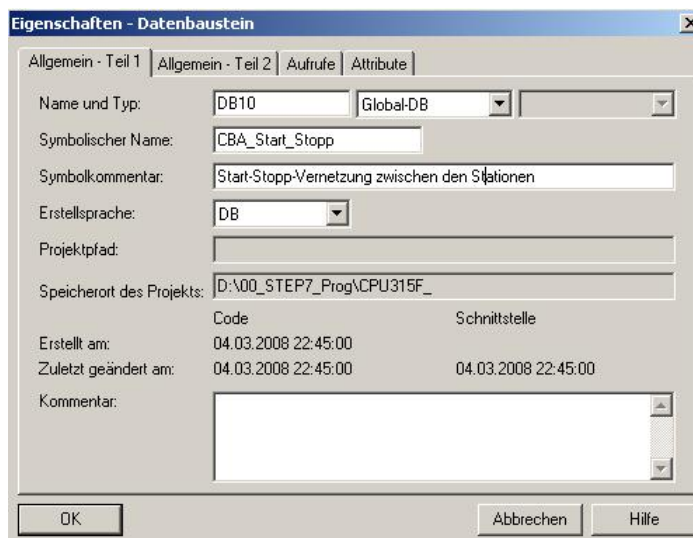 Eigenschaften - Datenbaustein
Allgemein - Teil 1 Allgemein - Teil 2 Aufrufe Attribute
Name und Typ: DB10 Global-DB
Symbolischer Name: CBA_Start_Stopp
Symbolkommentar: Start-Stopp-Vernetzung zwischen den Stationen
Erstellsprache: DB
Projektpfad:
Speicherort des Projekts: D:\00_STEP7_Prog\CPU315F_
Code Schnittstelle
Erstellt am: 04.03.2008 22:45:00
Zuletzt geändert am: 04.03.2008 22:45:00 04.03.2008 22:45:00
Kommentar:
OK Abbrechen Hilfe